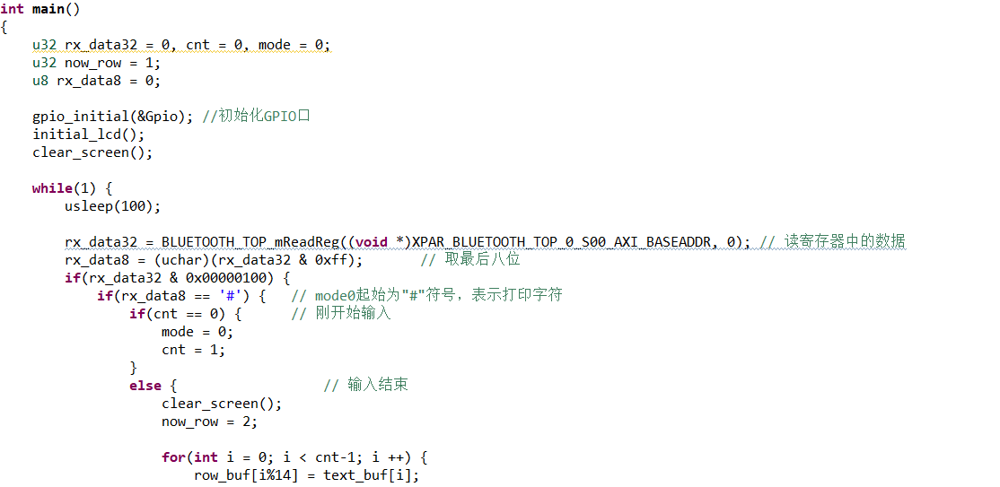 int main()
{
    u32 rx_data32 = 0, cnt = 0, mode = 0;
    u32 now_row = 1;
    u8 rx_data8 = 0;

    gpio_initial(&Gpio); //初始化GPIO口
    initial_lcd();
    clear_screen();

    while(1) {
        usleep(100);

        rx_data32 = BLUETOOTH_TOP_mReadReg((void *)XPAR_BLUETOOTH_TOP_0_S00_AXI_BASEADDR, 0); // 读寄存器中的数据
        rx_data8 = (uchar)(rx_data32 & 0xff);       // 取最后八位
        if(rx_data32 & 0x00000100) {
            if(rx_data8 == '#') {   // mode0起始为"#"符号，表示打印字符
                if(cnt == 0) {      // 刚开始输入
                    mode = 0;
                    cnt = 1;
                }
                else {                  // 输入结束
                    clear_screen();
                    now_row = 2;

                    for(int i = 0; i < cnt-1; i ++) {
                        row_buf[i%14] = text_buf[i];